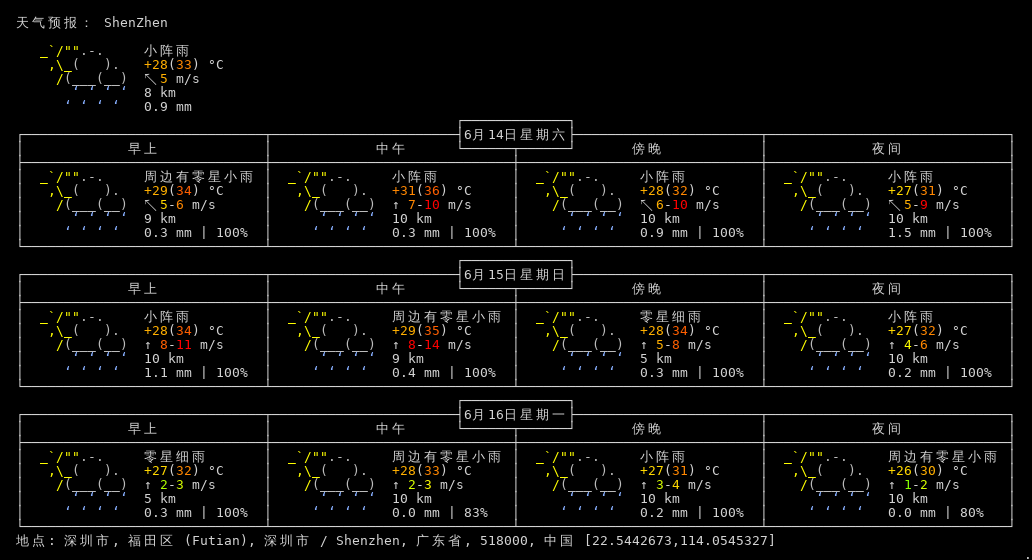 天气预报： ShenZhen
小阵雨
+28(33) °C
↖ 5 m/s
8 km
0.9 mm
6月14日星期六
早上 中午 傍晚 夜间
周边有零星小雨 小阵雨 小阵雨 小阵雨
+29(34) °C +31(36) °C +28(32) °C +27(31) °C
↖ 5-6 m/s ↑ 7-10 m/s ↖ 6-10 m/s ↖ 5-9 m/s
9 km 10 km 10 km 10 km
0.3 mm | 100% 0.3 mm | 100% 0.9 mm | 100% 1.5 mm | 100%
6月15日星期日
早上 中午 傍晚 夜间
小阵雨 周边有零星小雨 零星细雨 小阵雨
+28(34) °C +29(35) °C +28(34) °C +27(32) °C
↑ 8-11 m/s ↑ 8-14 m/s ↑ 5-8 m/s ↑ 4-6 m/s
10 km 9 km 5 km 10 km
1.1 mm | 100% 0.4 mm | 100% 0.3 mm | 100% 0.2 mm | 100%
6月16日星期一
早上 中午 傍晚 夜间
零星细雨 周边有零星小雨 小阵雨 周边有零星小雨
+27(32) °C +28(33) °C +27(31) °C +26(30) °C
↑ 2-3 m/s ↑ 2-3 m/s ↑ 3-4 m/s ↑ 1-2 m/s
5 km 10 km 10 km 10 km
0.3 mm | 100% 0.0 mm | 83% 0.2 mm | 100% 0.0 mm | 80%
地点: 深圳市, 福田区 (Futian), 深圳市 / Shenzhen, 广东省, 518000, 中国 [22.5442673,114.0545327]